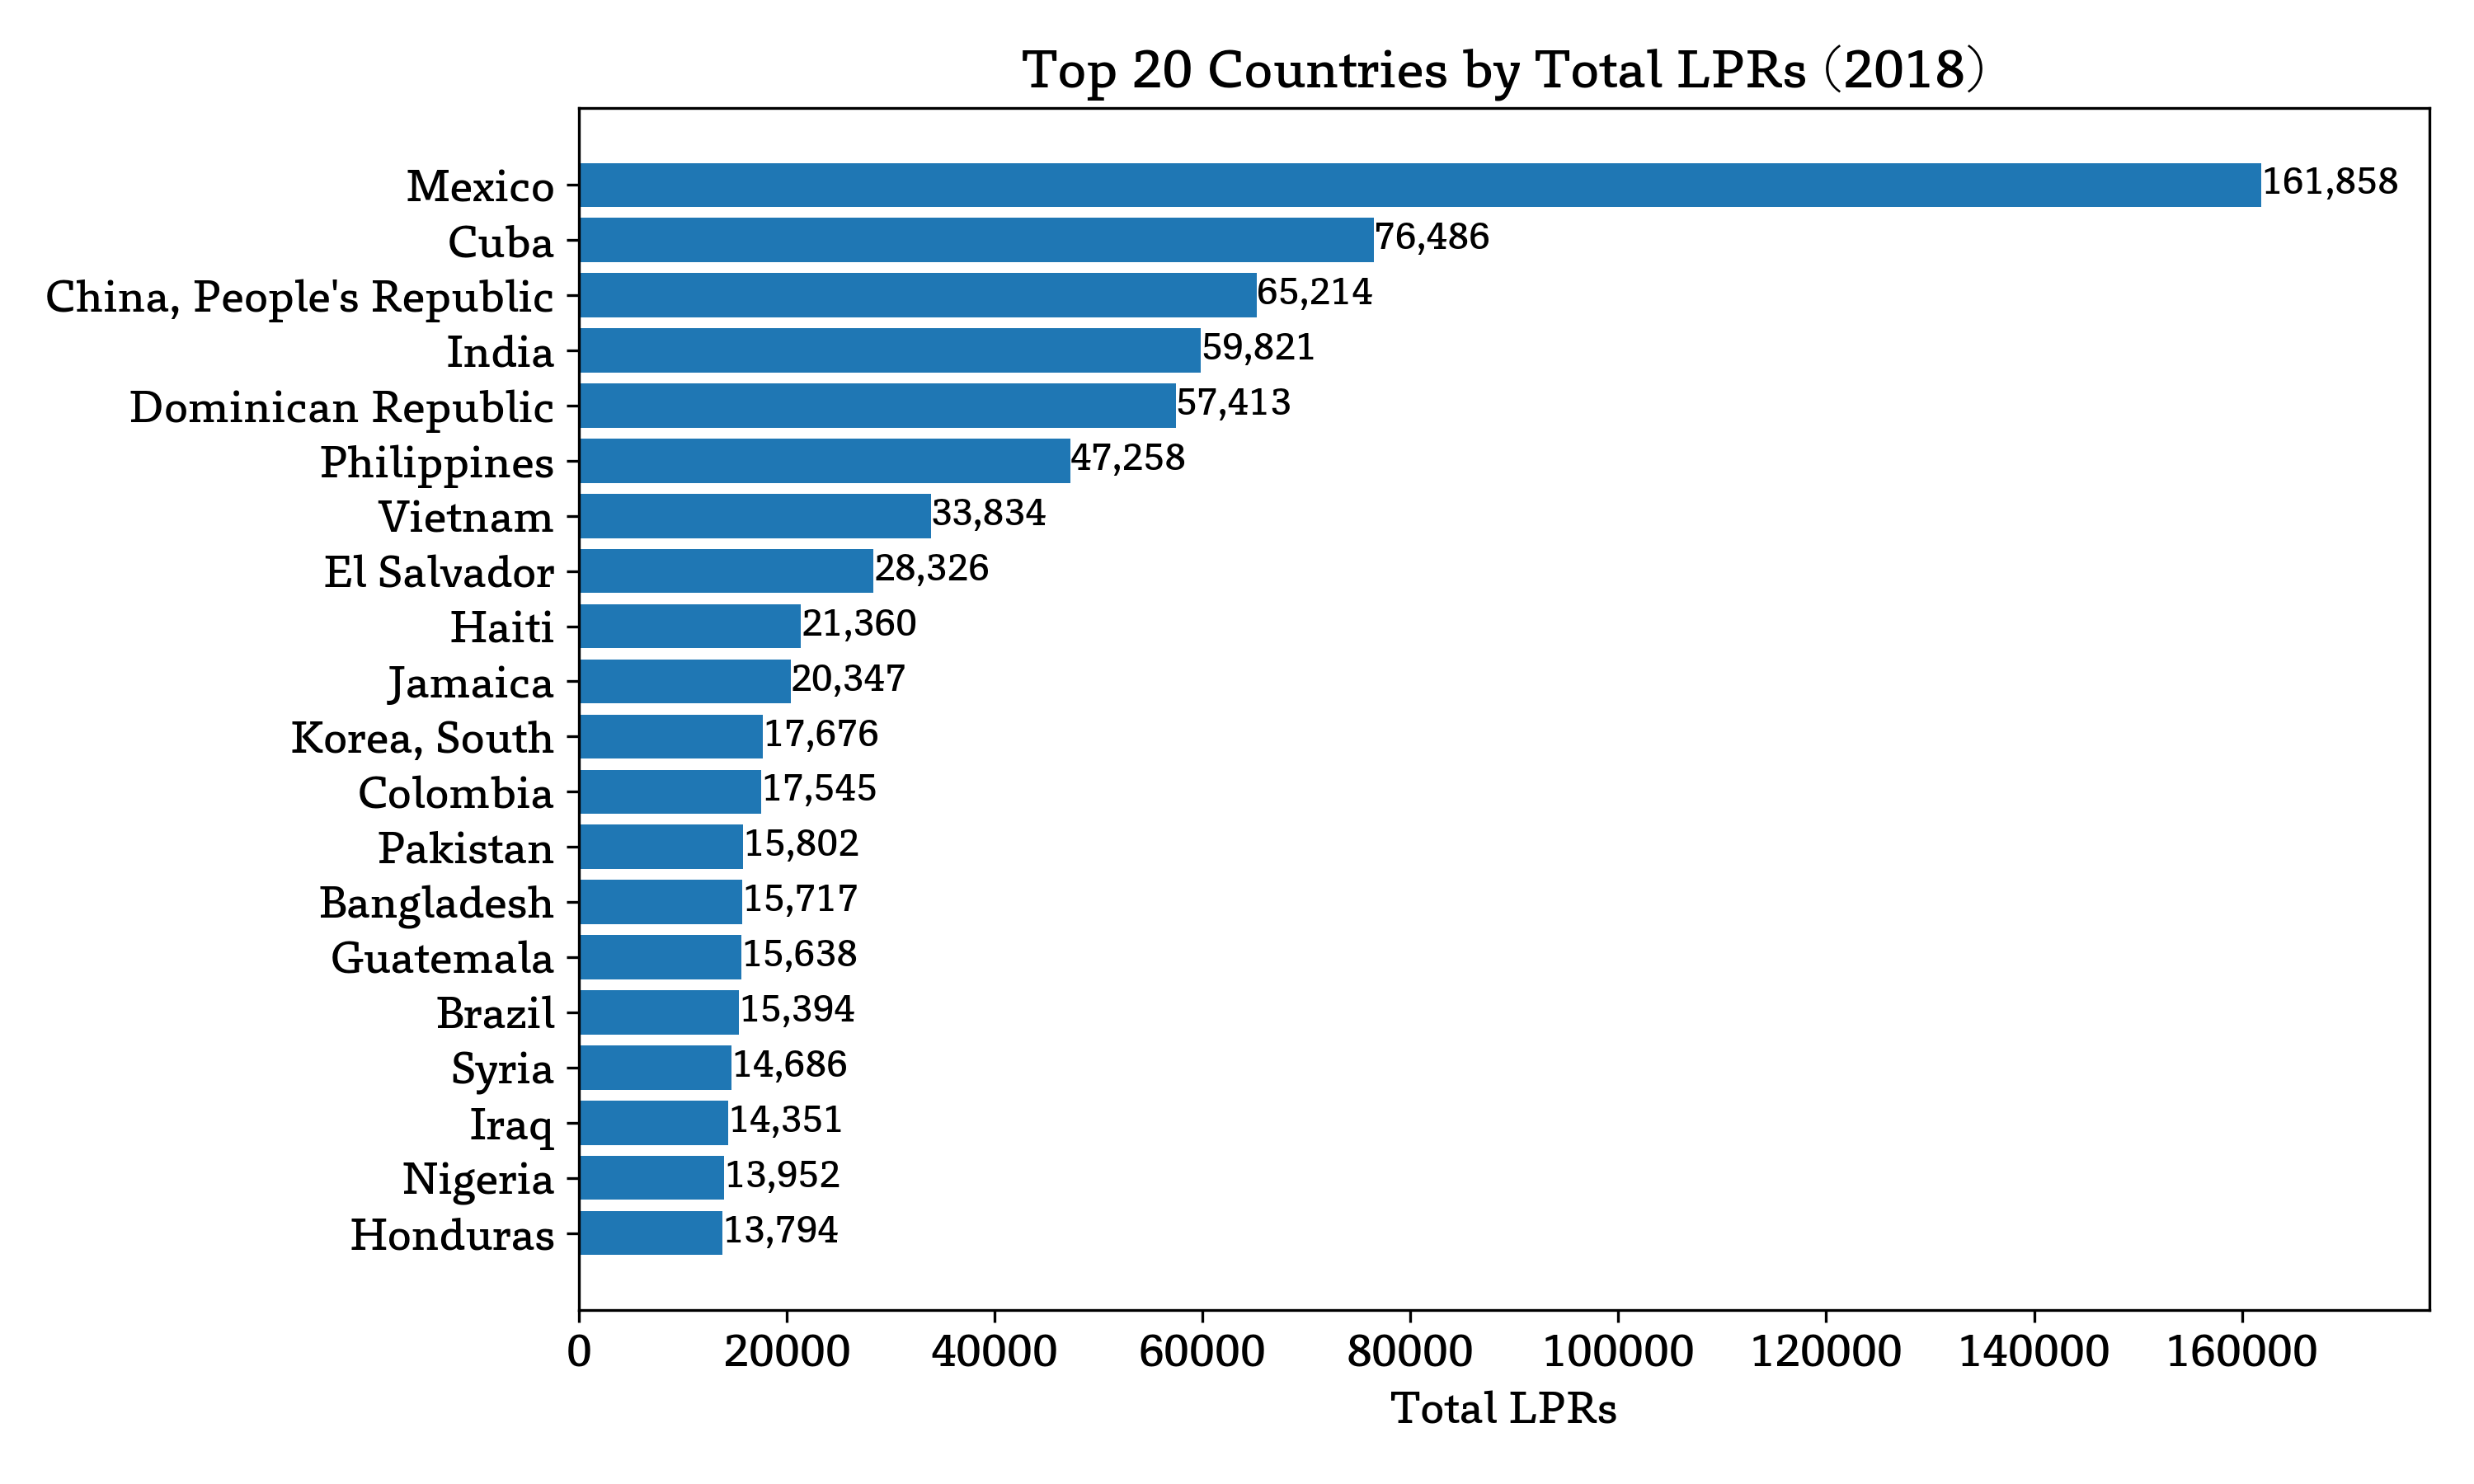 Top 20 Countries by Total LPRs (2018)
Mexico 161,858
Cuba 76,486
China, People's Republic 65,214
India 59,821
Dominican Republic 57,413
Philippines 47,258
Vietnam 33,834
El Salvador 28,326
Haiti 21,360
Jamaica 20,347
Korea, South 17,676
Colombia 17,545
Pakistan 15,802
Bangladesh 15,717
Guatemala 15,638
Brazil 15,394
Syria 14,686
Iraq 14,351
Nigeria 13,952
Honduras 13,794
0 20000 40000 60000 80000 100000 120000 140000 160000
Total LPRs